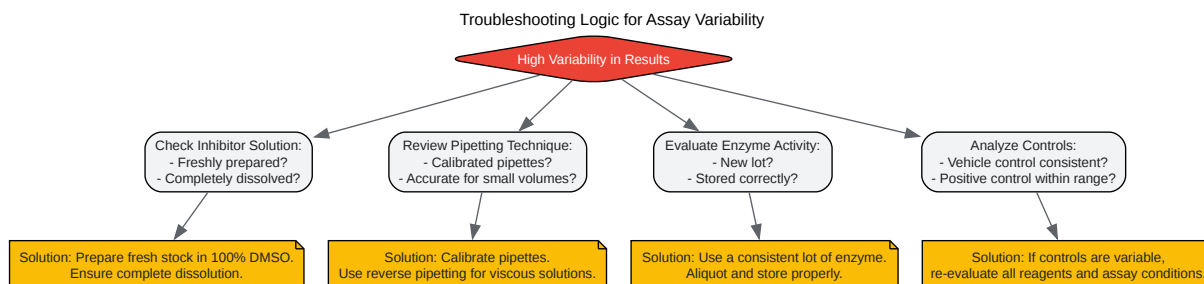 Troubleshooting Logic for Assay Variability
High Variability in Results
Check Inhibitor Solution:
- Freshly prepared?
- Completely dissolved?
Review Pipetting Technique:
- Calibrated pipettes?
- Accurate for small volumes?
Evaluate Enzyme Activity:
- New lot?
- Stored correctly?
Analyze Controls:
- Vehicle control consistent?
- Positive control within range?
Solution: Prepare fresh stock in 100% DMSO.
Ensure complete dissolution.
Solution: Calibrate pipettes.
Use reverse pipetting for viscous solutions.
Solution: Use a consistent lot of enzyme.
Aliquot and store properly.
Solution: If controls are variable,
re-evaluate all reagents and assay conditions.